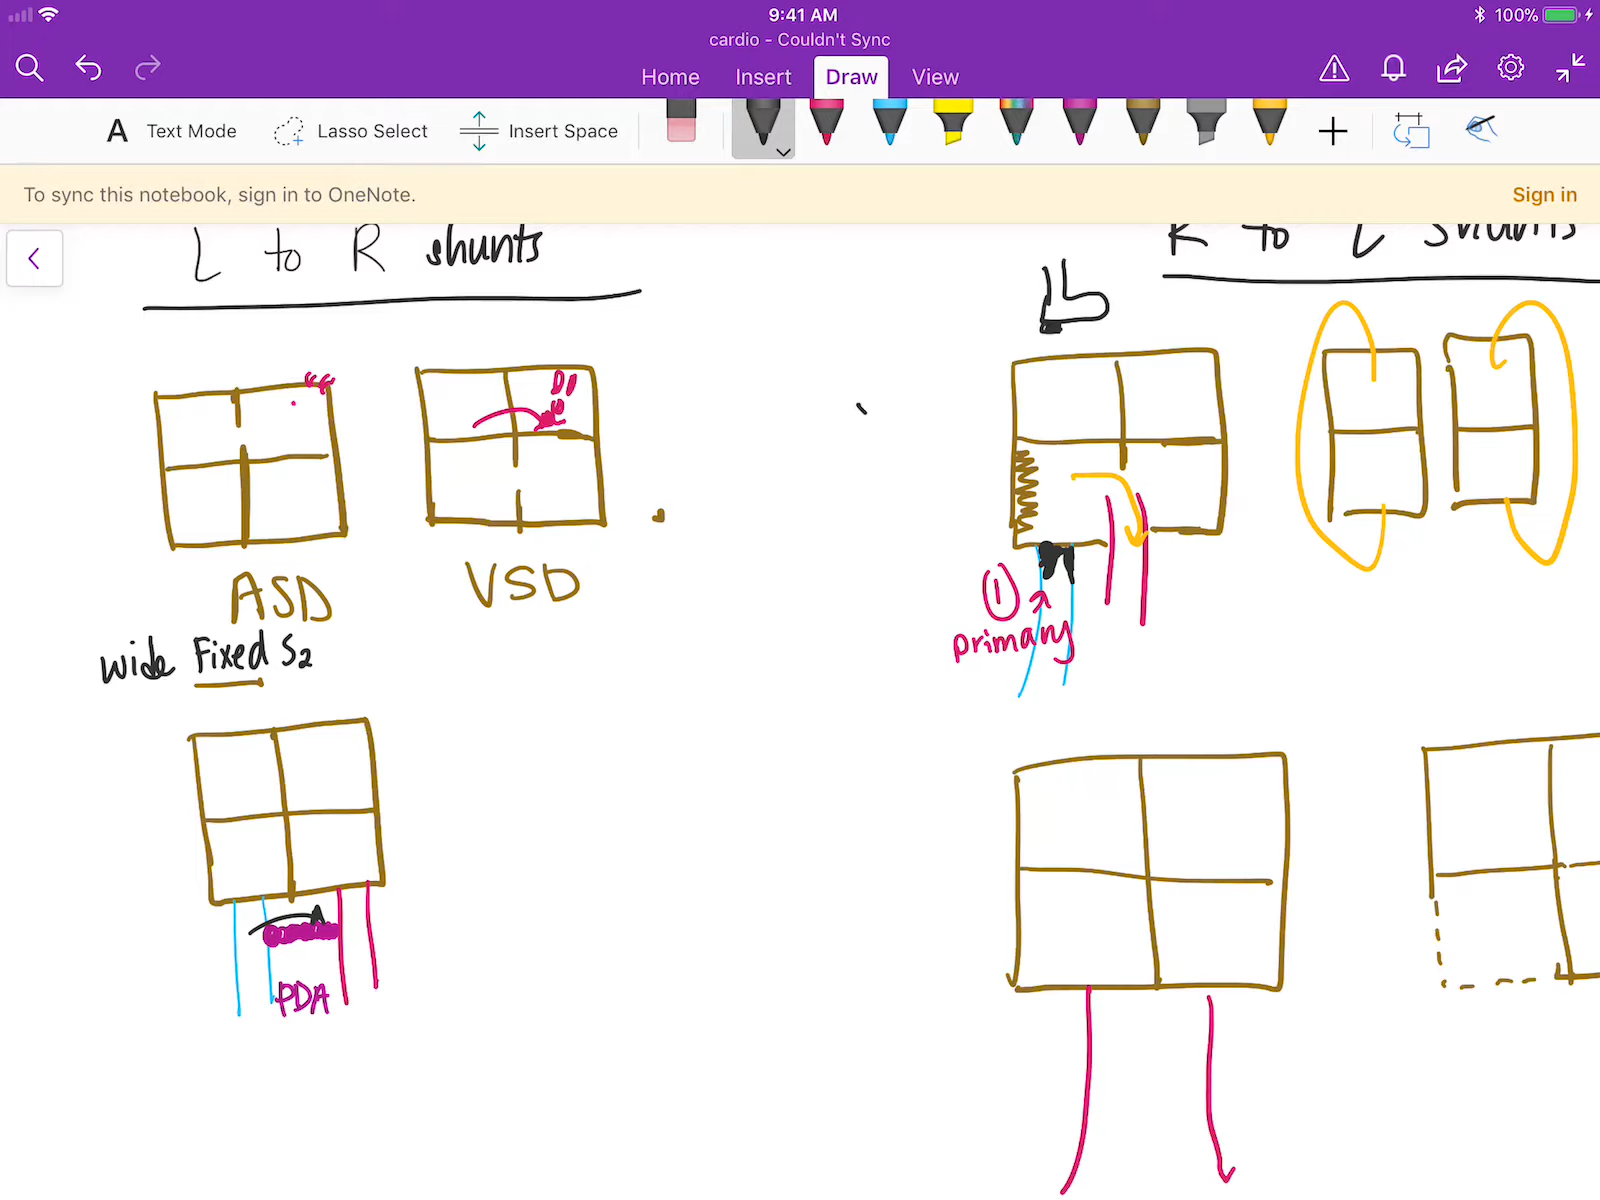 9:41 AM
100%
cardio - Couldn't Sync
Home Insert Draw View
A Text Mode Lasso Select Insert Space
To sync this notebook, sign in to OneNote. Sign in
L to R shunts
R to L shunts
ASD
VSD
wide Fixed S2
① primary
PDA